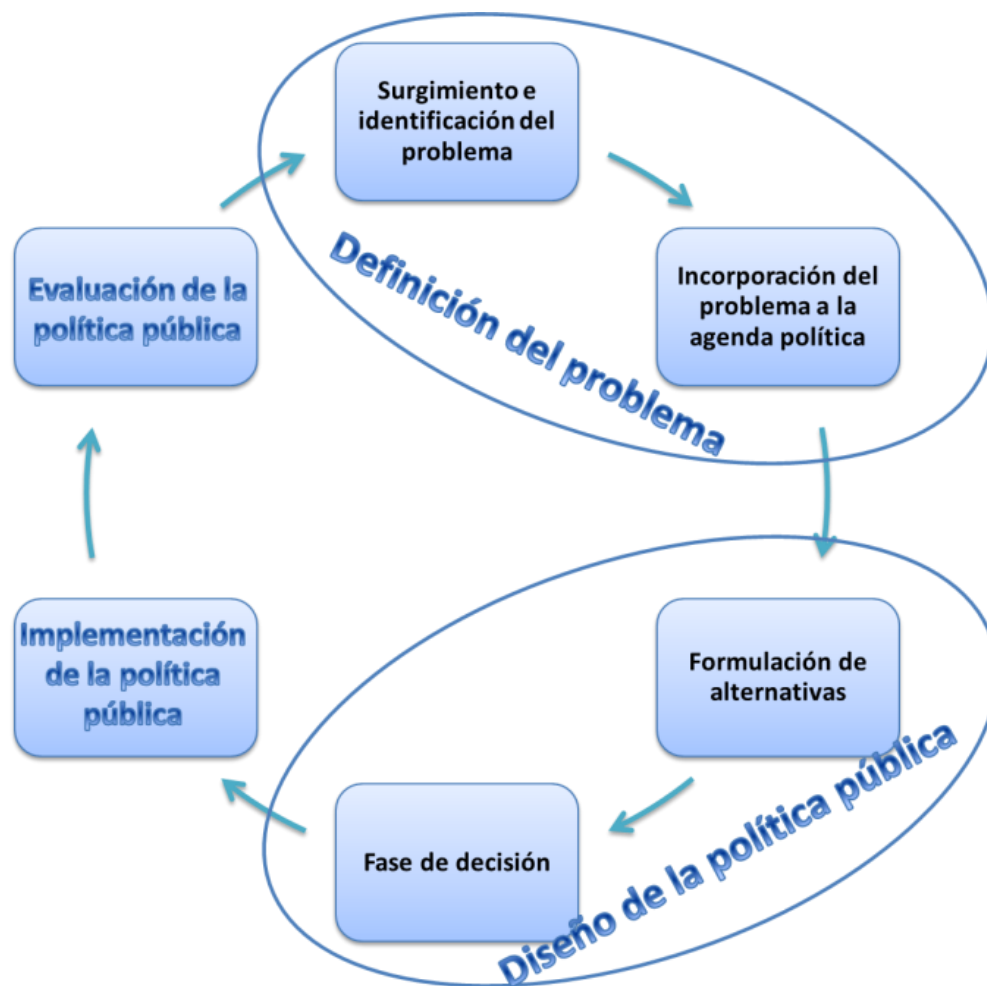 Surgimiento e
identificación del
problema
Incorporación del
problema a la
agenda política
Definición del problema
Formulación de
alternativas
Fase de decisión
Diseño de la política pública
Implementación
de la política
pública
Evaluación de la
política pública